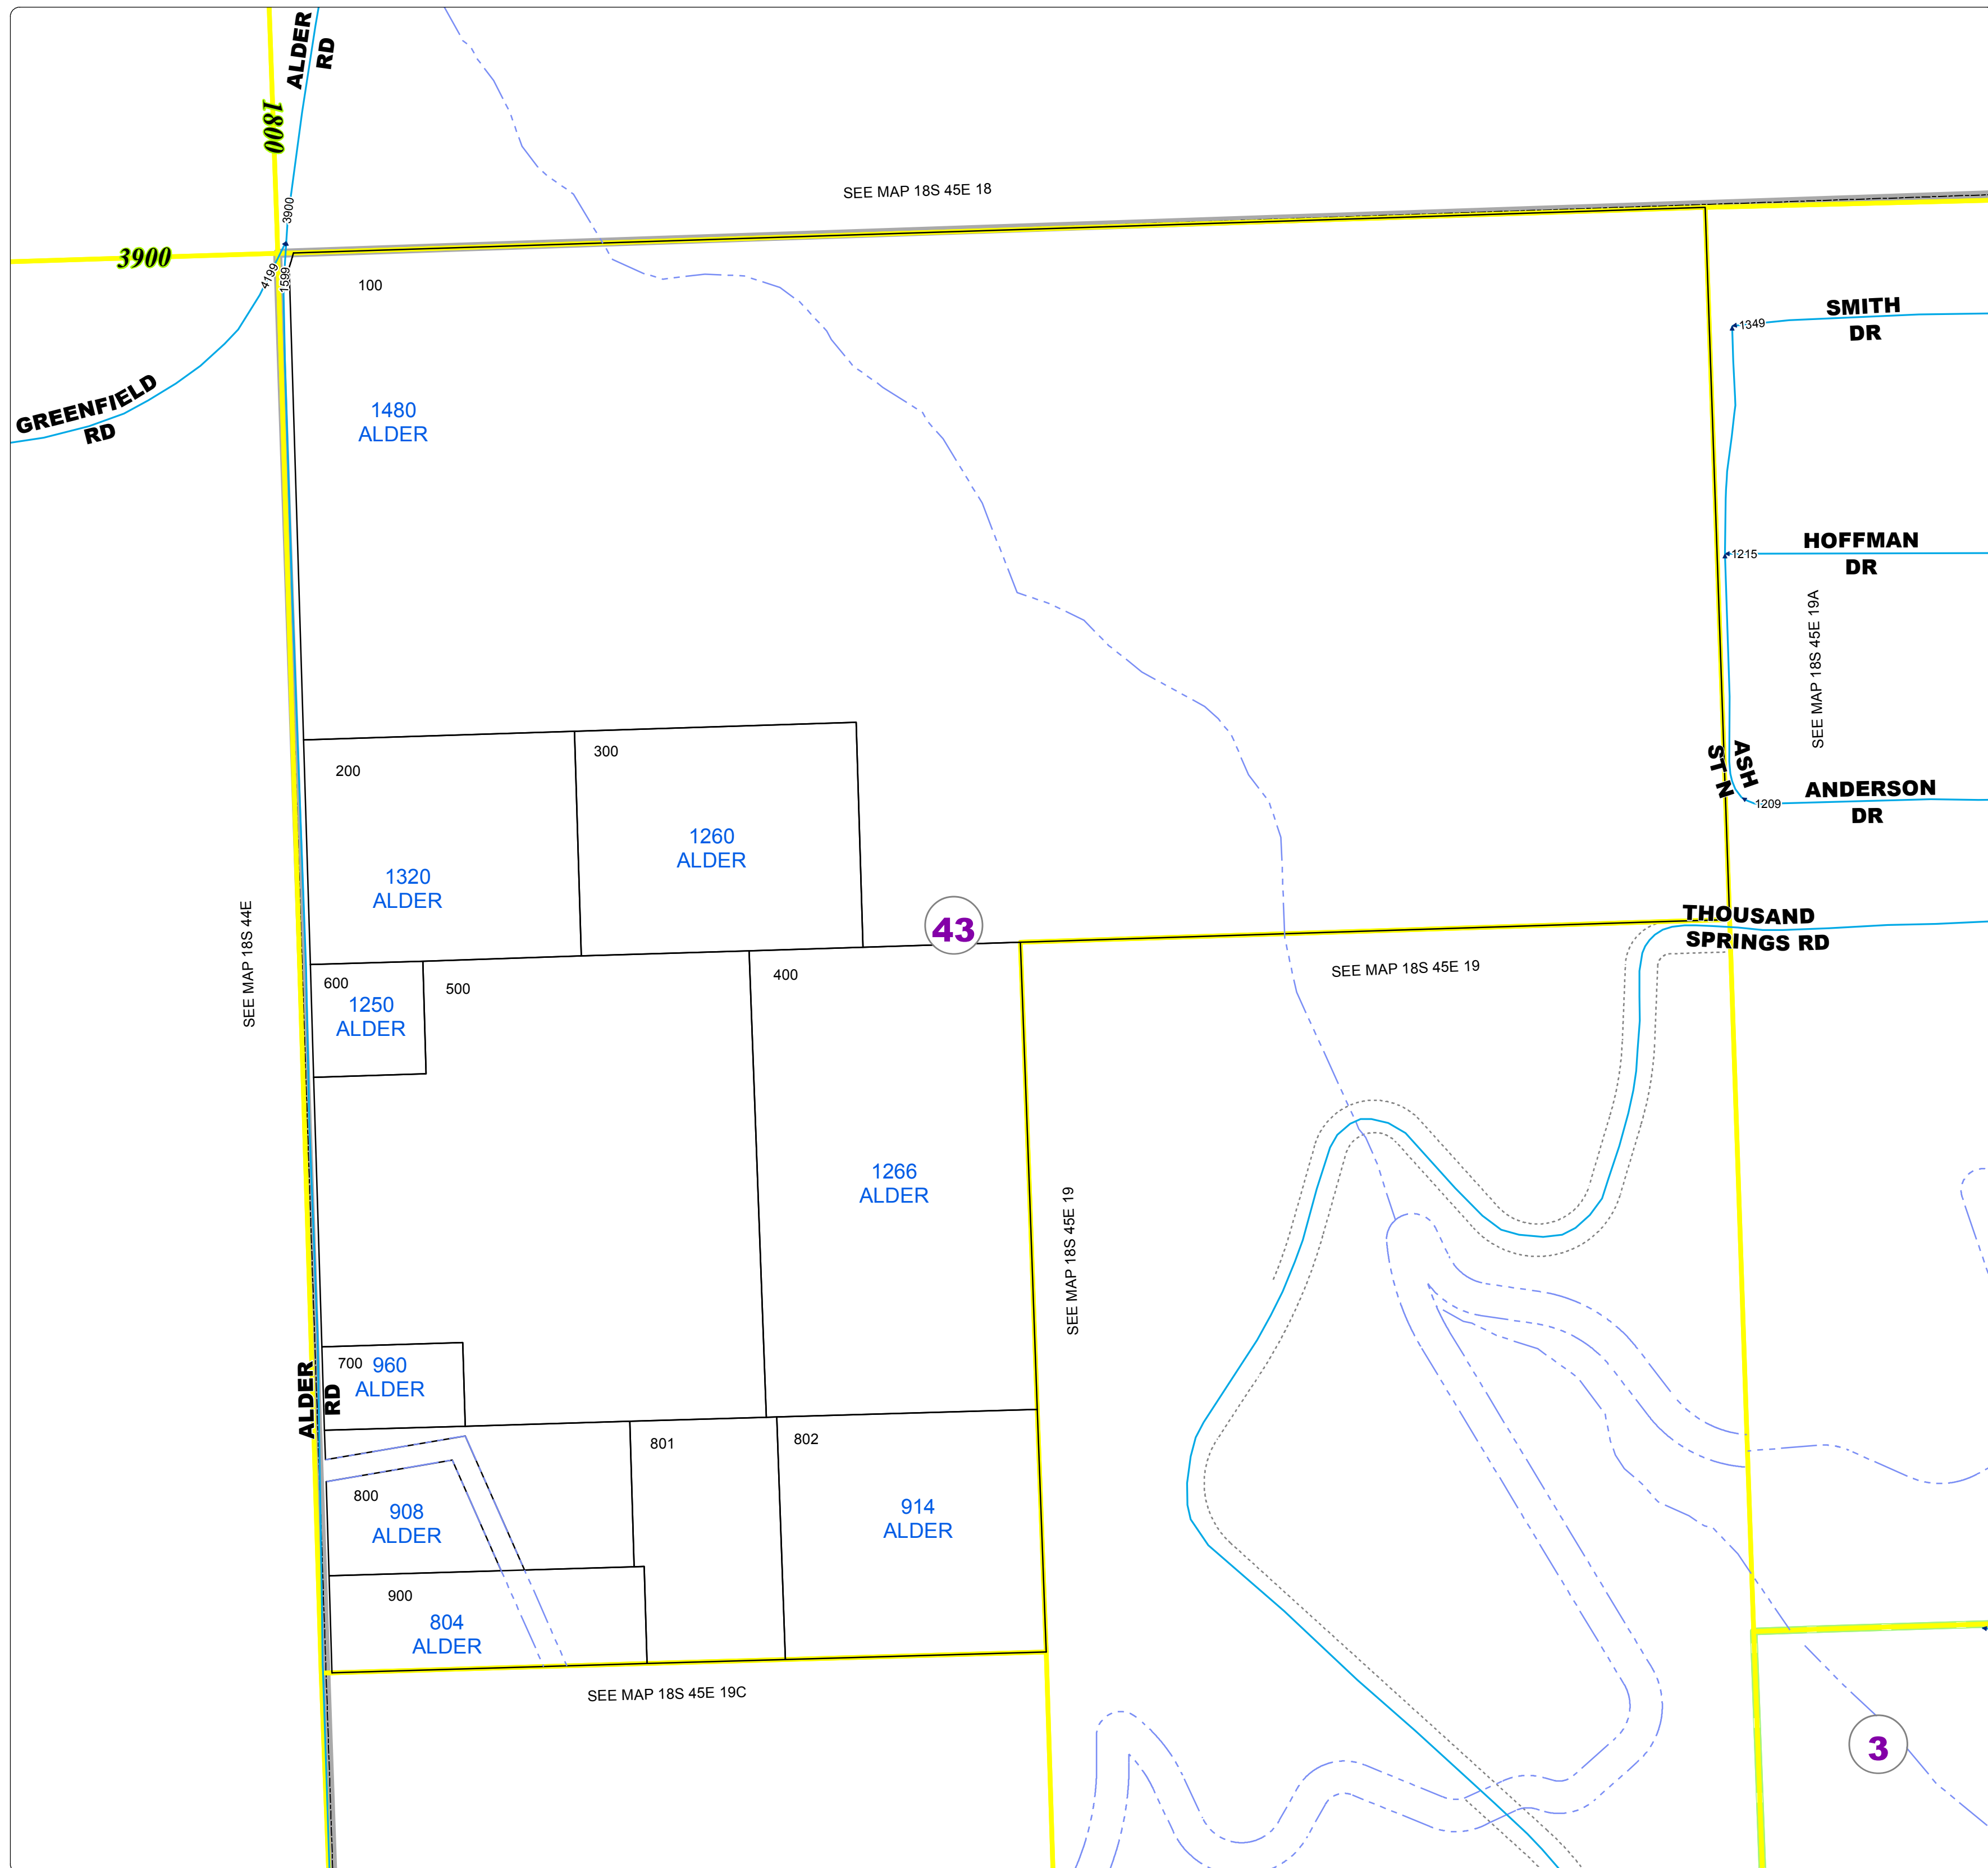 ALDER
RD
1800
SEE MAP 18S 45E 18
3900
3900
4199
1599
100
1349
SMITH
DR
GREENFIELD
RD
1480
ALDER
1215
HOFFMAN
DR
SEE MAP 18S 45E 19A
200
300
ASH
ST N
1209
ANDERSON
DR
1260
ALDER
1320
ALDER
43
THOUSAND
SPRINGS RD
SEE MAP 18S 44E
SEE MAP 18S 45E 19
600
500
400
1250
ALDER
1266
ALDER
SEE MAP 18S 45E 19
700
960
ALDER
ALDER
RD
801
802
800
908
ALDER
914
ALDER
900
804
ALDER
SEE MAP 18S 45E 19C
3